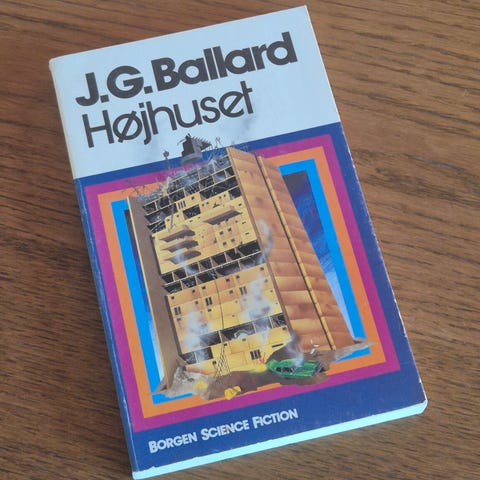 J.G.Ballard
Højhuset
BORGEN SCIENCE FICTION